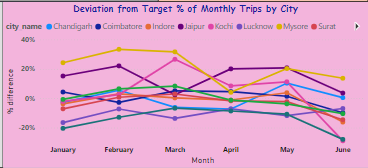 Deviation from Target % of Monthly Trips by City
city name Chandigarh Coimbatore Indore Jaipur Kochi Lucknow Mysore Surat
40%
20%
0%
-20%
% difference
January February March April May June
Month